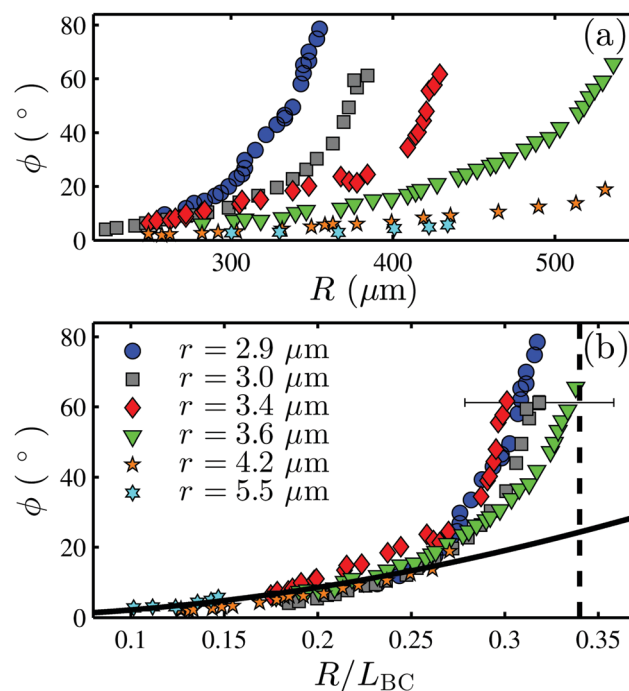 80
(a)
60
ϕ ( ° )
40
20
0
300
400
500
R (μm)
80
(b)
r = 2.9 μm
r = 3.0 μm
60
r = 3.4 μm
ϕ ( ° )
r = 3.6 μm
40
r = 4.2 μm
r = 5.5 μm
20
0
0.1
0.15
0.2
0.25
0.3
0.35
R/L_BC